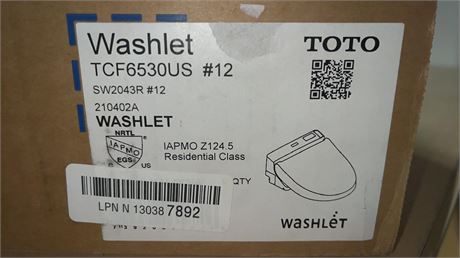 Washlet
TOTO
TCF6530US #12
SW2043R #12
210402A
WASHLET
NRTL
IAPMO
EGS
US
IAPMO Z124.5
Residential Class
QTY
LPN N 13038 7892
WASHLET